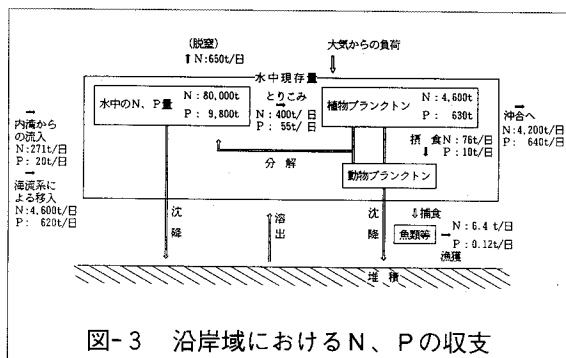 (脱窒)
N:650t/日
大気からの負荷
水中現存量
水中のN、P量
N:80,000t
P: 9,800t
とりこみ
N:400t/日
P: 55t/日
植物プランクトン
N:4,600t
P: 630t
内湾から
の流入
N:271t/日
P: 20t/日
海流系に
よる移入
N:4,600t/日
P: 620t/日
沖合へ
N:4,200t/日
P: 640t/日
摂食
N:76t/日
P:10t/日
分解
動物プランクトン
沈降
溶出
沈降
捕食
魚類等
N:6.4 t/日
P:0.12t/日
漁獲
堆積
図-3 沿岸域におけるN、Pの収支